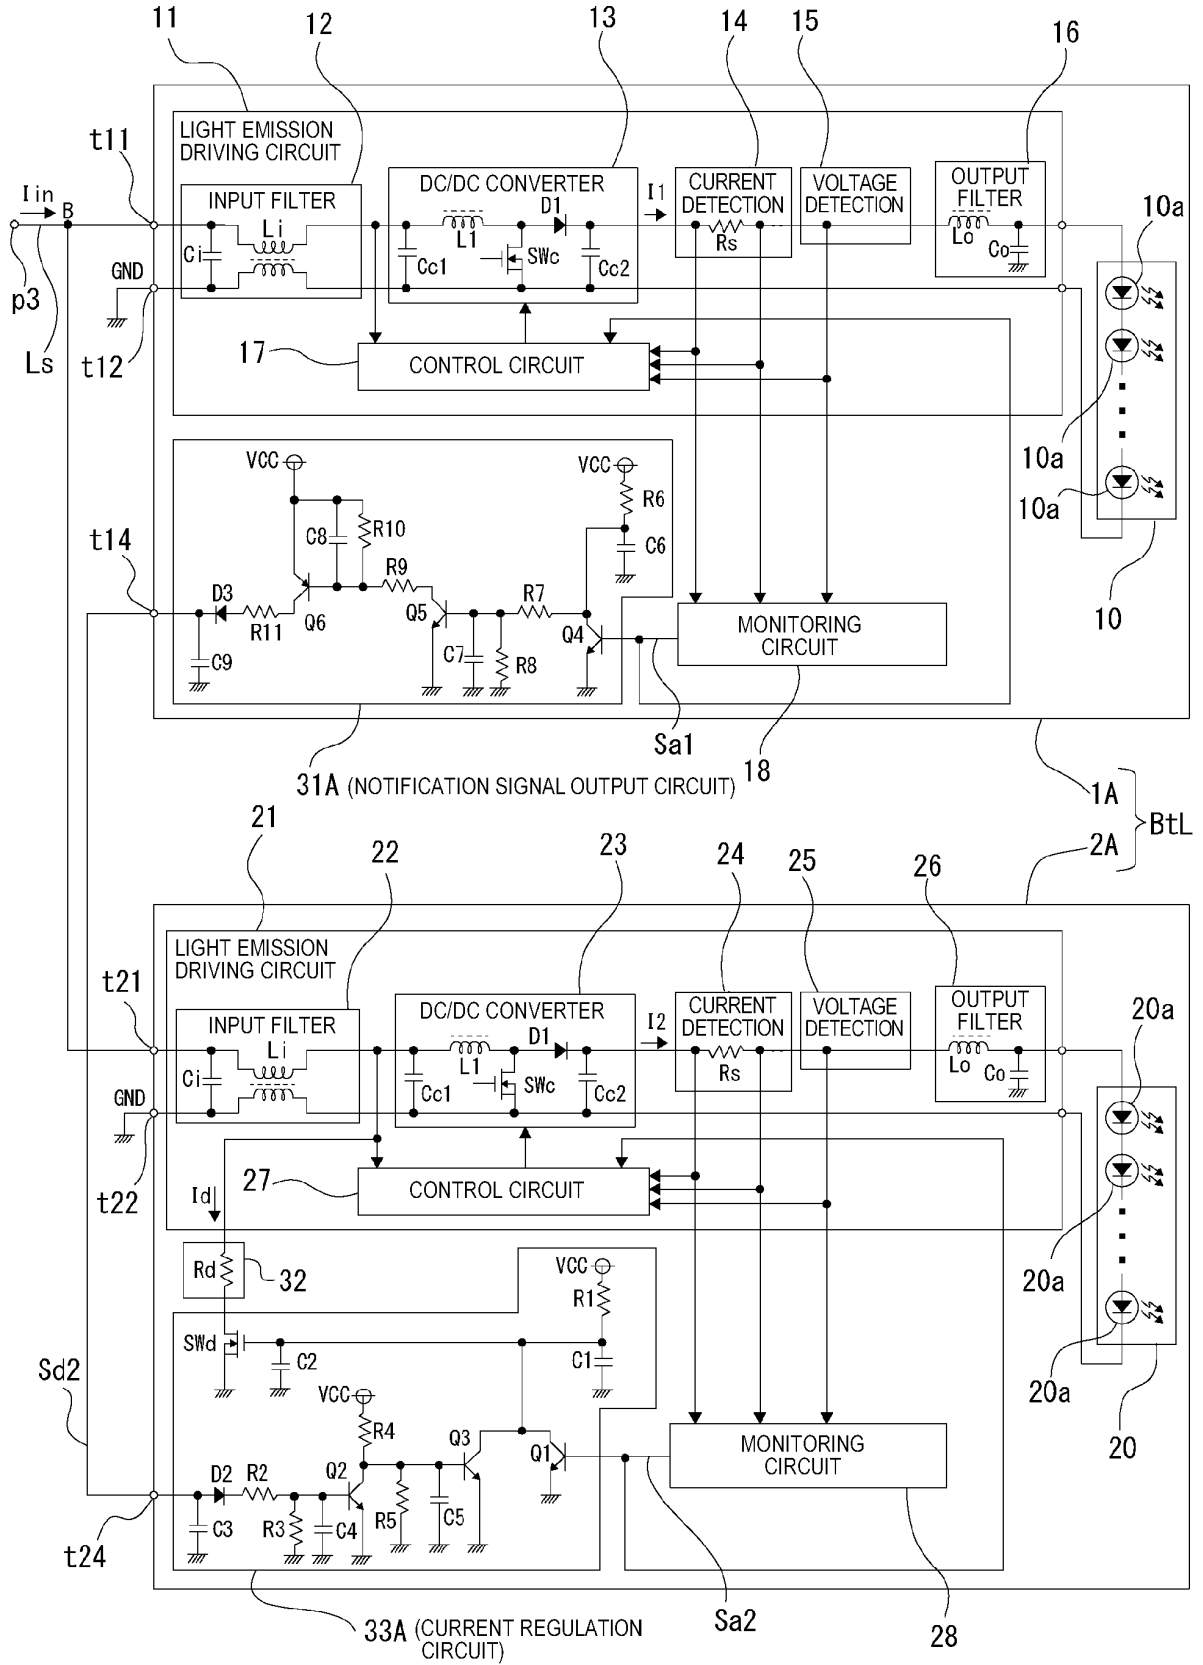 11
12
13
14
15
16
LIGHT EMISSION
DRIVING CIRCUIT
t11
Iin
B
p3
Ls
GND
t12
INPUT FILTER
Li
Ci
DC/DC CONVERTER
L1
D1
SWc
Cc1
Cc2
I1
CURRENT
DETECTION
Rs
VOLTAGE
DETECTION
OUTPUT
FILTER
Lo
Co
10a
10a
10a
10
17
CONTROL CIRCUIT
VCC
C8
R10
R9
t14
D3
R11
Q6
C9
Q5
C7
R8
R7
VCC
R6
C6
Q4
MONITORING
CIRCUIT
Sa1
18
31A (NOTIFICATION SIGNAL OUTPUT CIRCUIT)
1A
2A
BtL
21
22
23
24
25
26
LIGHT EMISSION
DRIVING CIRCUIT
t21
GND
t22
INPUT FILTER
Li
Ci
DC/DC CONVERTER
L1
D1
SWc
Cc1
Cc2
I2
CURRENT
DETECTION
Rs
VOLTAGE
DETECTION
OUTPUT
FILTER
Lo
Co
20a
20a
20a
20
27
CONTROL CIRCUIT
Id
Rd
32
SWd
C2
VCC
R1
C1
Sd2
t24
D2
R2
C3
R3
C4
Q2
VCC
R4
R5
C5
Q3
Q1
MONITORING
CIRCUIT
Sa2
28
33A (CURRENT REGULATION
CIRCUIT)